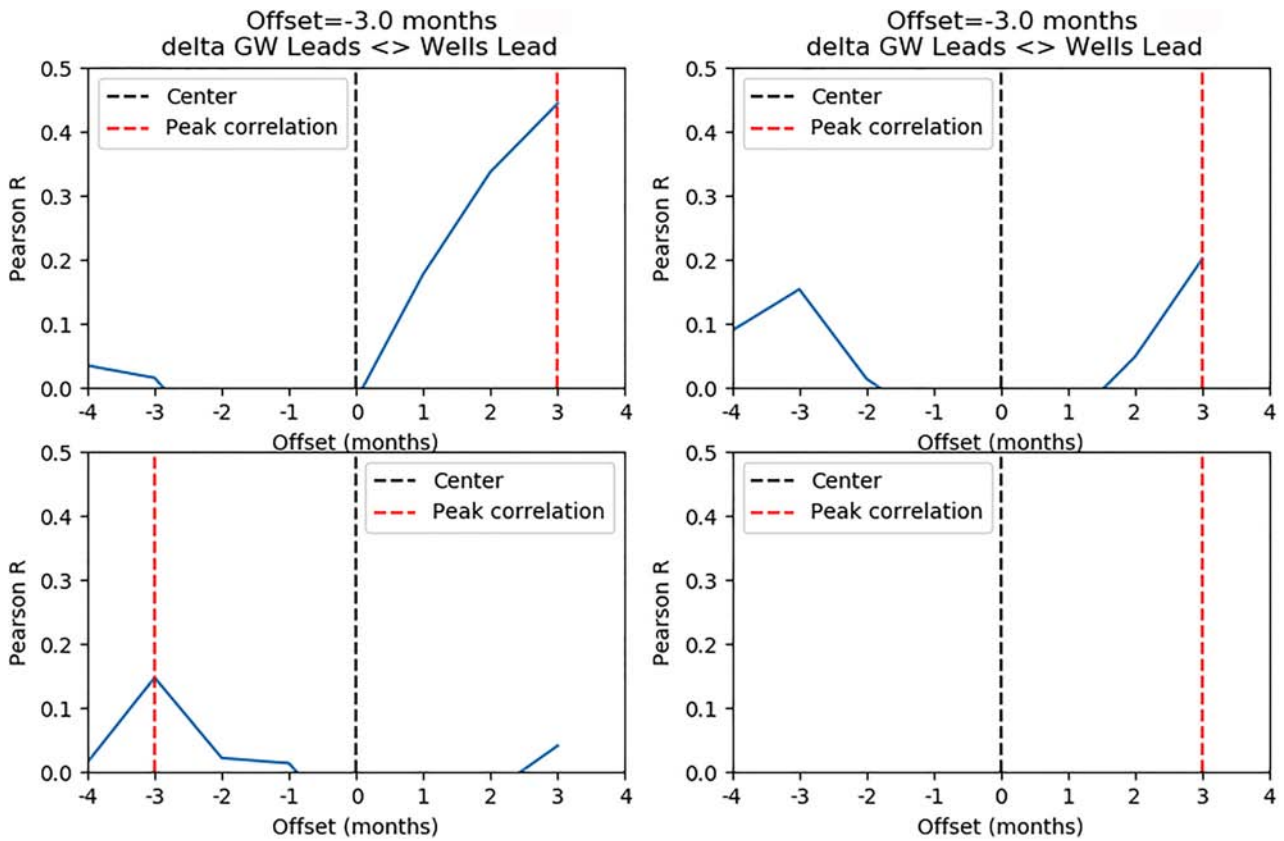 Offset=-3.0 months
delta GW Leads <> Wells Lead
0.5
0.4
0.3
0.2
0.1
0.0
Pearson R
Center
Peak correlation
-4 -3 -2 -1 0 1 2 3 4
Offset (months)
Offset=-3.0 months
delta GW Leads <> Wells Lead
0.5
0.4
0.3
0.2
0.1
0.0
Pearson R
Center
Peak correlation
-4 -3 -2 -1 0 1 2 3 4
Offset (months)
0.5
0.4
0.3
0.2
0.1
0.0
Pearson R
Center
Peak correlation
-4 -3 -2 -1 0 1 2 3 4
Offset (months)
0.5
0.4
0.3
0.2
0.1
0.0
Pearson R
Center
Peak correlation
-4 -3 -2 -1 0 1 2 3 4
Offset (months)